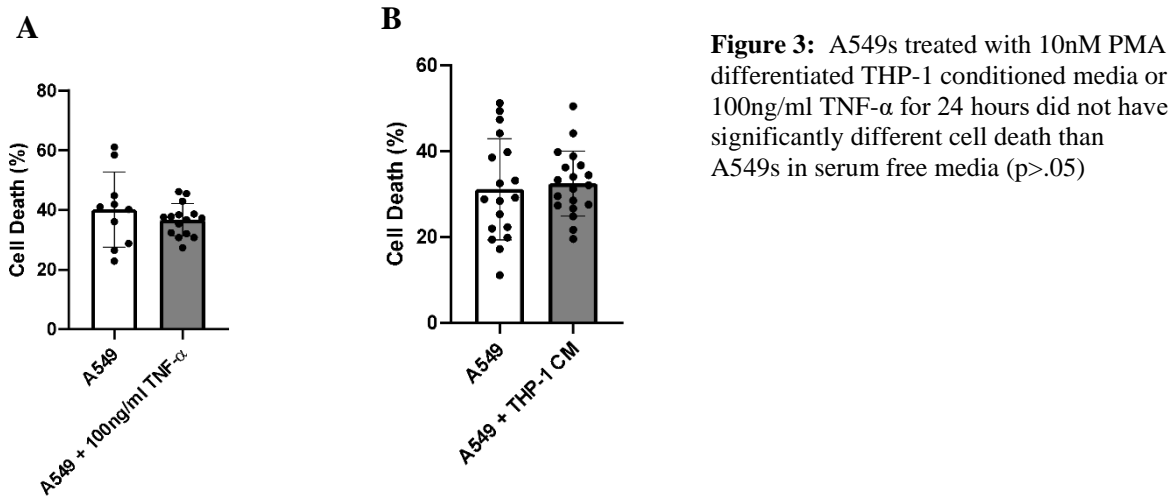 A
Cell Death (%)
80
60
40
20
0
A549
A549 + 100ng/ml TNF-α
B
Cell Death (%)
60
40
20
0
A549
A549 + THP-1 CM
Figure 3: A549s treated with 10nM PMA
differentiated THP-1 conditioned media or
100ng/ml TNF-α for 24 hours did not have
significantly different cell death than
A549s in serum free media (p>.05)